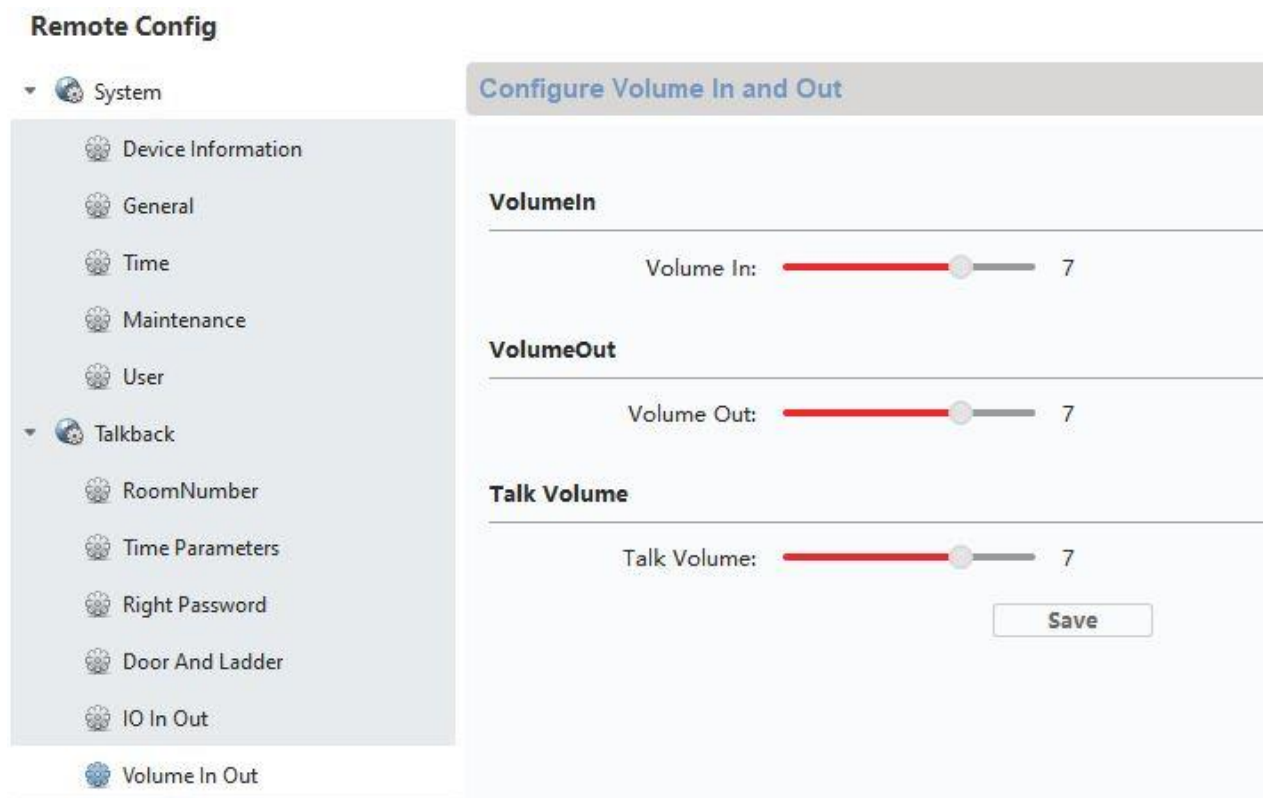 Remote Config
System
Device Information
General
Time
Maintenance
User
Talkback
RoomNumber
Time Parameters
Right Password
Door And Ladder
IO In Out
Volume In Out
Configure Volume In and Out
VolumeIn
Volume In: 7
VolumeOut
Volume Out: 7
Talk Volume
Talk Volume: 7
Save